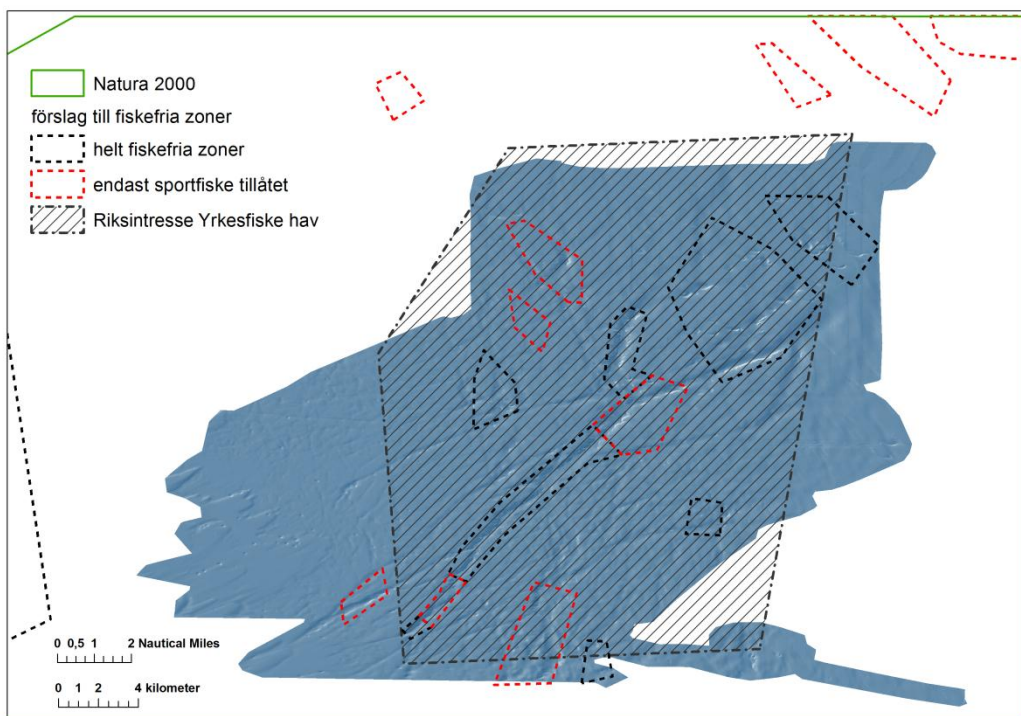 Natura 2000
förslag till fiskefria zoner
helt fiskefria zoner
endast sportfiske tillåtet
Riksintresse Yrkesfiske hav
0 0,5 1 2 Nautical Miles
0 1 2 4 kilometer